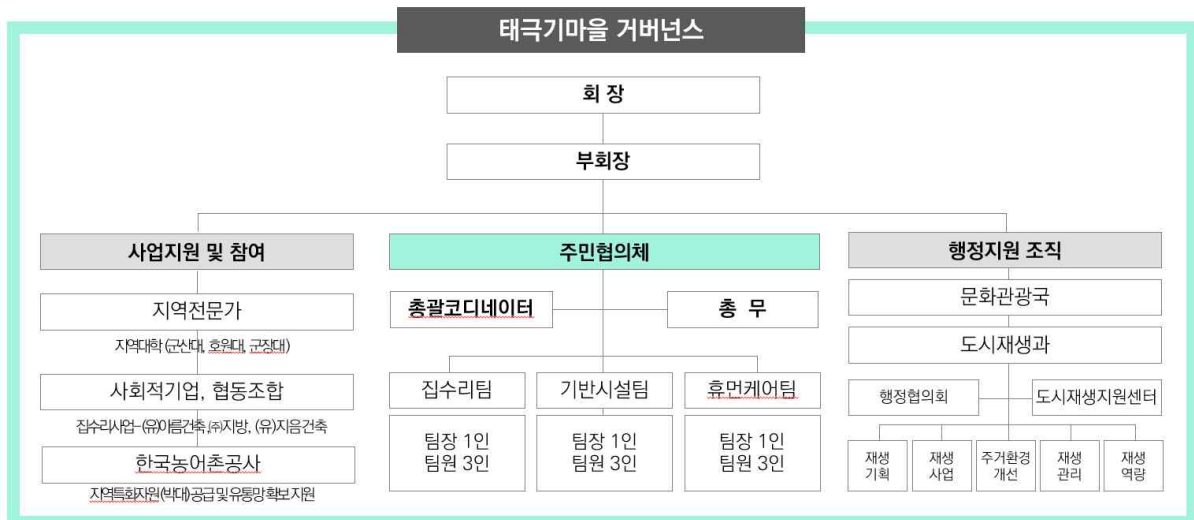 태극기마을 거버넌스
회 장
부회장
사업지원 및 참여
지역전문가
지역대학 (군산대, 호원대, 군장대)
사회적기업, 협동조합
집수리사업-(유)아름건축,㈜지방, (유)지음건축
한국농어촌공사
지역특화자원(박대)공급 및 유통망 확보 지원
주민협의체
총괄코디네이터
총 무
집수리팀
팀장 1인
팀원 3인
기반시설팀
팀장 1인
팀원 3인
휴먼케어팀
팀장 1인
팀원 3인
행정지원 조직
문화관광국
도시재생과
행정협의회
도시재생지원센터
재생
기획
재생
사업
주거환경
개선
재생
관리
재생
역량